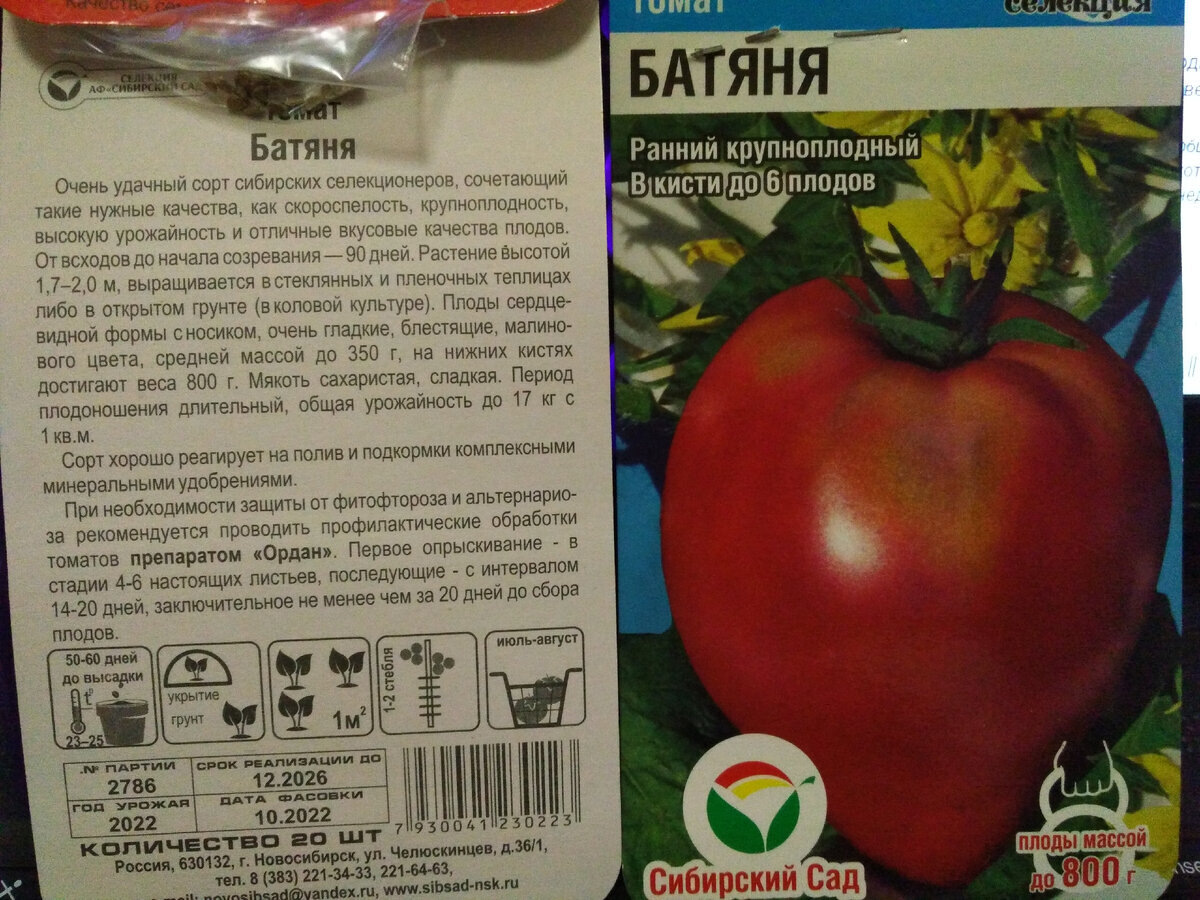 СЕЛЕКЦИЯ
АФ«СИБИРСКИЙ САД
Томат
Батяня
Очень удачный сорт сибирских селекционеров, сочетающий
такие нужные качества, как скороспелость, крупноплодность,
высокую урожайность и отличные вкусовые качества плодов.
От всходов до начала созревания — 90 дней. Растение высотой
1,7–2,0 м, выращивается в стеклянных и пленочных теплицах
либо в открытом грунте (в коловой культуре). Плоды сердце-
видной формы с носиком, очень гладкие, блестящие, малино-
вого цвета, средней массой до 350 г, на нижних кистях
достигают веса 800 г. Мякоть сахаристая, сладкая. Период
плодоношения длительный, общая урожайность до 17 кг с
1 кв.м.
Сорт хорошо реагирует на полив и подкормки комплексными
минеральными удобрениями.
При необходимости защиты от фитофтороза и альтернарио-
за рекомендуется проводить профилактические обработки
томатов препаратом «Ордан». Первое опрыскивание - в
стадии 4-6 настоящих листьев, последующие - с интервалом
14-20 дней, заключительное не менее чем за 20 дней до сбора
плодов.
50-60 дней
до высадки
t°
23–25
укрытие
грунт
1м²
1-2 стебля
июль-август
.№ ПАРТИИ
2786
СРОК РЕАЛИЗАЦИИ ДО
12.2026
ГОД УРОЖАЯ
2022
ДАТА ФАСОВКИ
10.2022
7 930041 230223
КОЛИЧЕСТВО 20 ШТ
Россия, 630132, г. Новосибирск, ул. Челюскинцев, д.36/1,
тел. 8 (383) 221-34-33, 221-64-63,
e-mail: novosibsad@yandex.ru, www.sibsad-nsk.ru
ТОМАТ
селекция
БАТЯНЯ
Ранний крупноплодный
В кисти до 6 плодов
Сибирский Сад
плоды массой
до 800 г